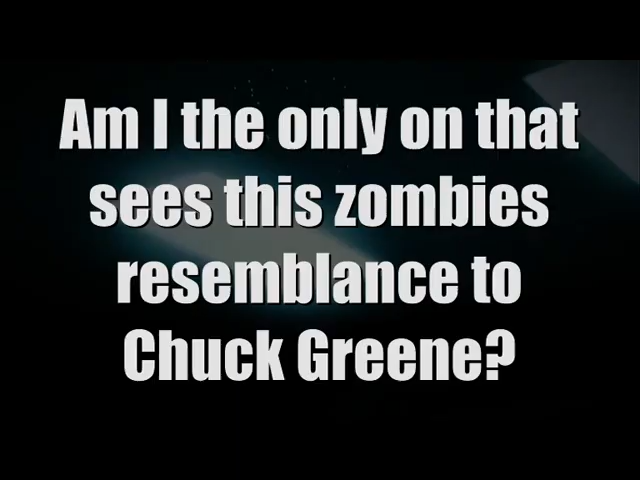 Am I the only on that
sees this zombies
resemblance to
Chuck Greene?